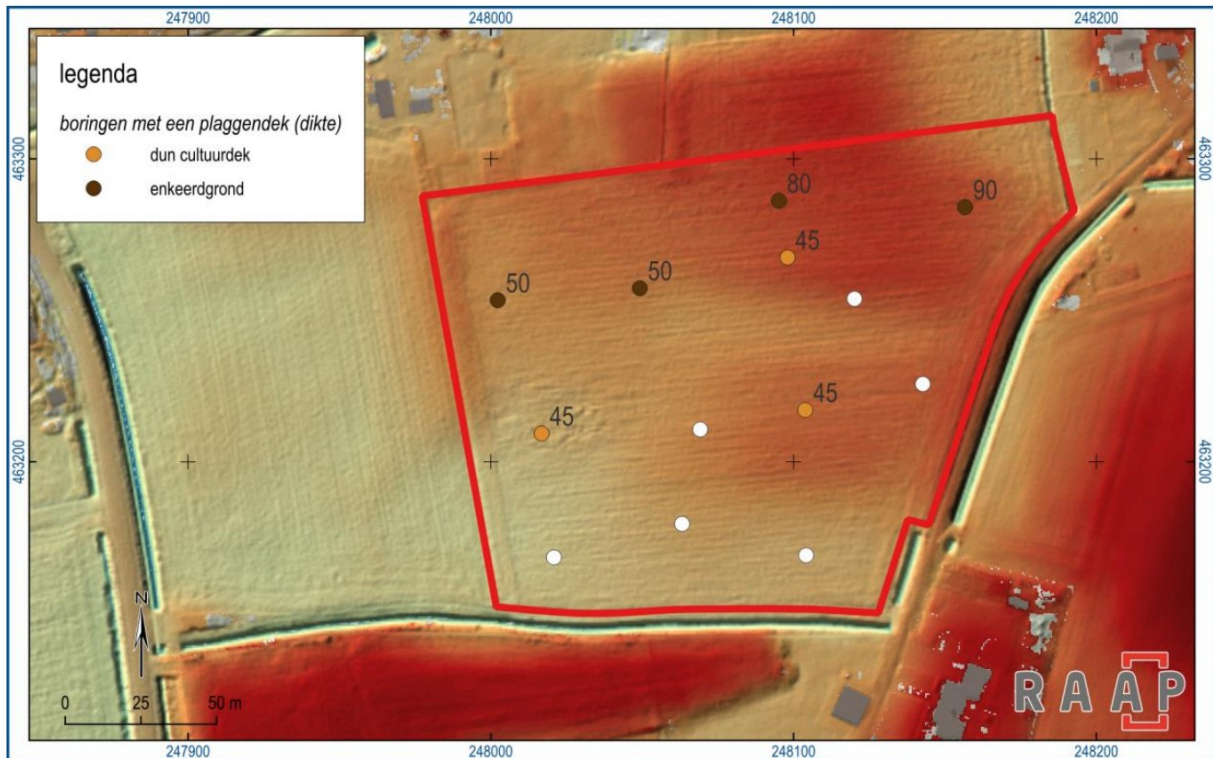 247900 248000 248100 248200
legenda
boringen met een plaggendek (dikte)
dun cultuurdek
enkeerdgrond
463300 463300
80
90
45
50
50
45
45
463200 463200
N
0 25 50 m
RAAP
247900 248000 248100 248200